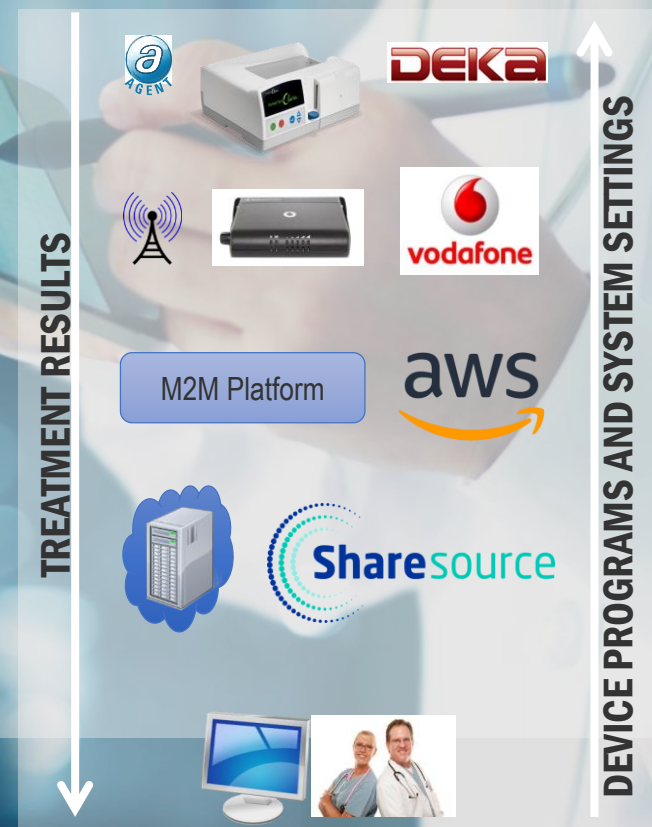 a
AGENT
DEKA
vodafone
TREATMENT RESULTS
DEVICE PROGRAMS AND SYSTEM SETTINGS
M2M Platform
aws
Sharesource